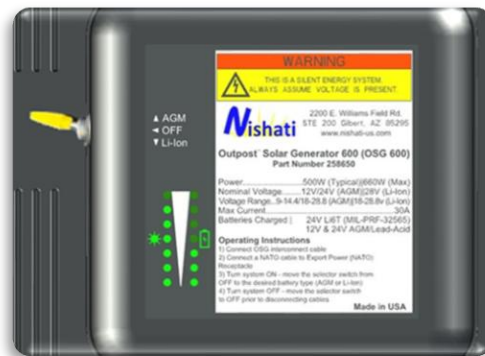 WARNING
THIS IS A SILENT ENERGY SYSTEM.
ALWAYS ASSUME VOLTAGE IS PRESENT.
▲ AGM
◄ OFF
▼ Li-Ion
Nishati
2200 E. Williams Field Rd.
STE 200 Gilbert, AZ 85295
www.nishati-us.com
Outpost™ Solar Generator 600 (OSG 600)
Part Number 258650
Power....................500W (Typical)|660W (Max)
Nominal Voltage..........12V/24V (AGM)|28V (Li-Ion)
Voltage Range..9-14.4/18-28.8 (AGM)|18-28.8v (Li-Ion)
Max Current..............................30A
Batteries Charged:| 24V Li6T (MIL-PRF-32565)
12V & 24V AGM/Lead-Acid
Operating Instructions
1) Connect OSG interconnect cable
2) Connect a NATO cable to Export Power (NATO)
Receptacle
3) Turn system ON - move the selector switch from
OFF to the desired battery type (AGM or Li-Ion)
4) Turn system OFF - move the selector switch
to OFF prior to disconnecting cables
Made in USA